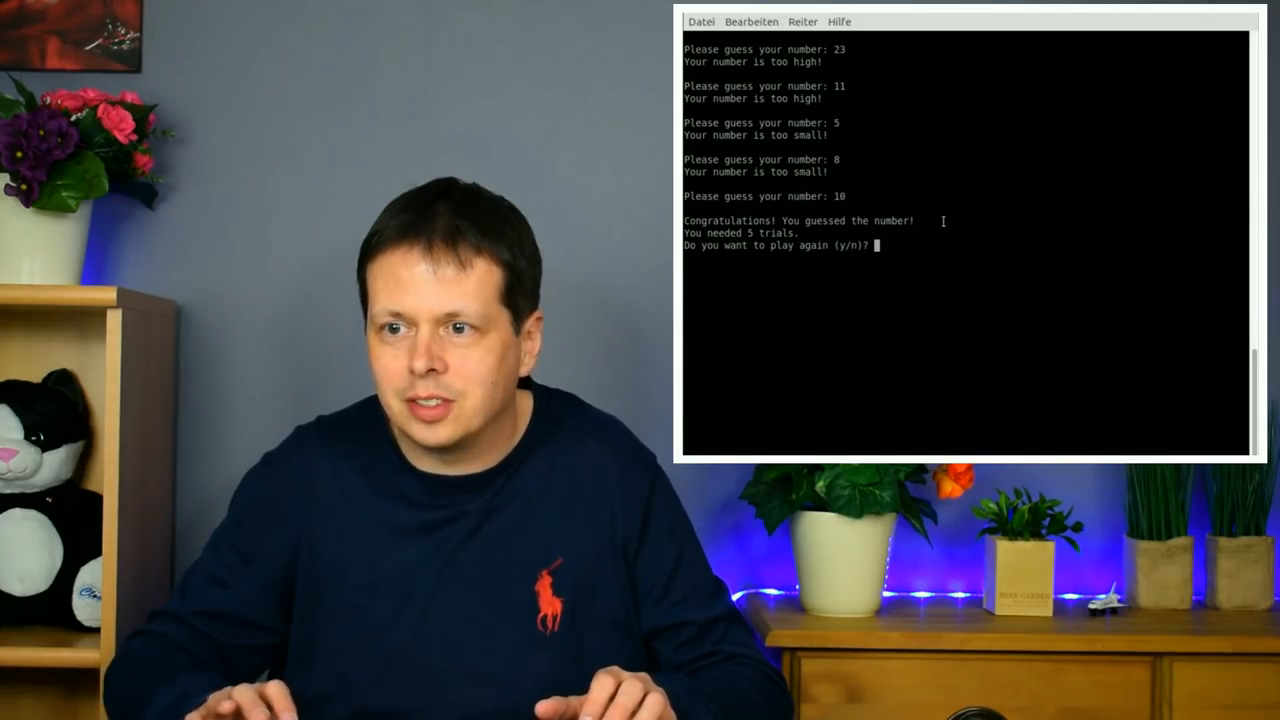 Datei Bearbeiten Reiter Hilfe
Please guess your number: 23
Your number is too high!
Please guess your number: 11
Your number is too high!
Please guess your number: 5
Your number is too small!
Please guess your number: 8
Your number is too small!
Please guess your number: 10
Congratulations! You guessed the number!
You needed 5 trials.
Do you want to play again (y/n)?
HERB GARDEN